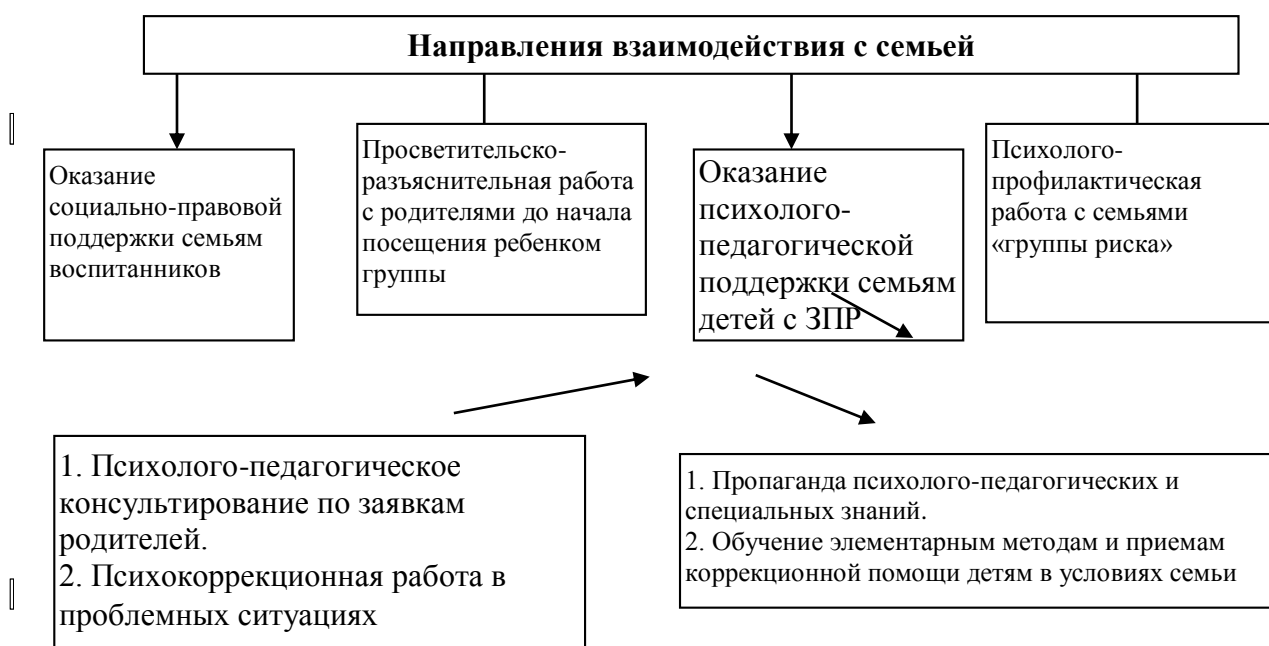 Направления взаимодействия с семьей
Оказание
социально-правовой
поддержки семьям
воспитанников
Просветительско-
разъяснительная работа
с родителями до начала
посещения ребенком
группы
Оказание
психолого-
педагогической
поддержки семьям
детей с ЗПР
Психолого-
профилактическая
работа с семьями
«группы риска»
1. Психолого-педагогическое
консультирование по заявкам
родителей.
2. Психокоррекционная работа в
проблемных ситуациях
1. Пропаганда психолого-педагогических и
специальных знаний.
2. Обучение элементарным методам и приемам
коррекционной помощи детям в условиях семьи